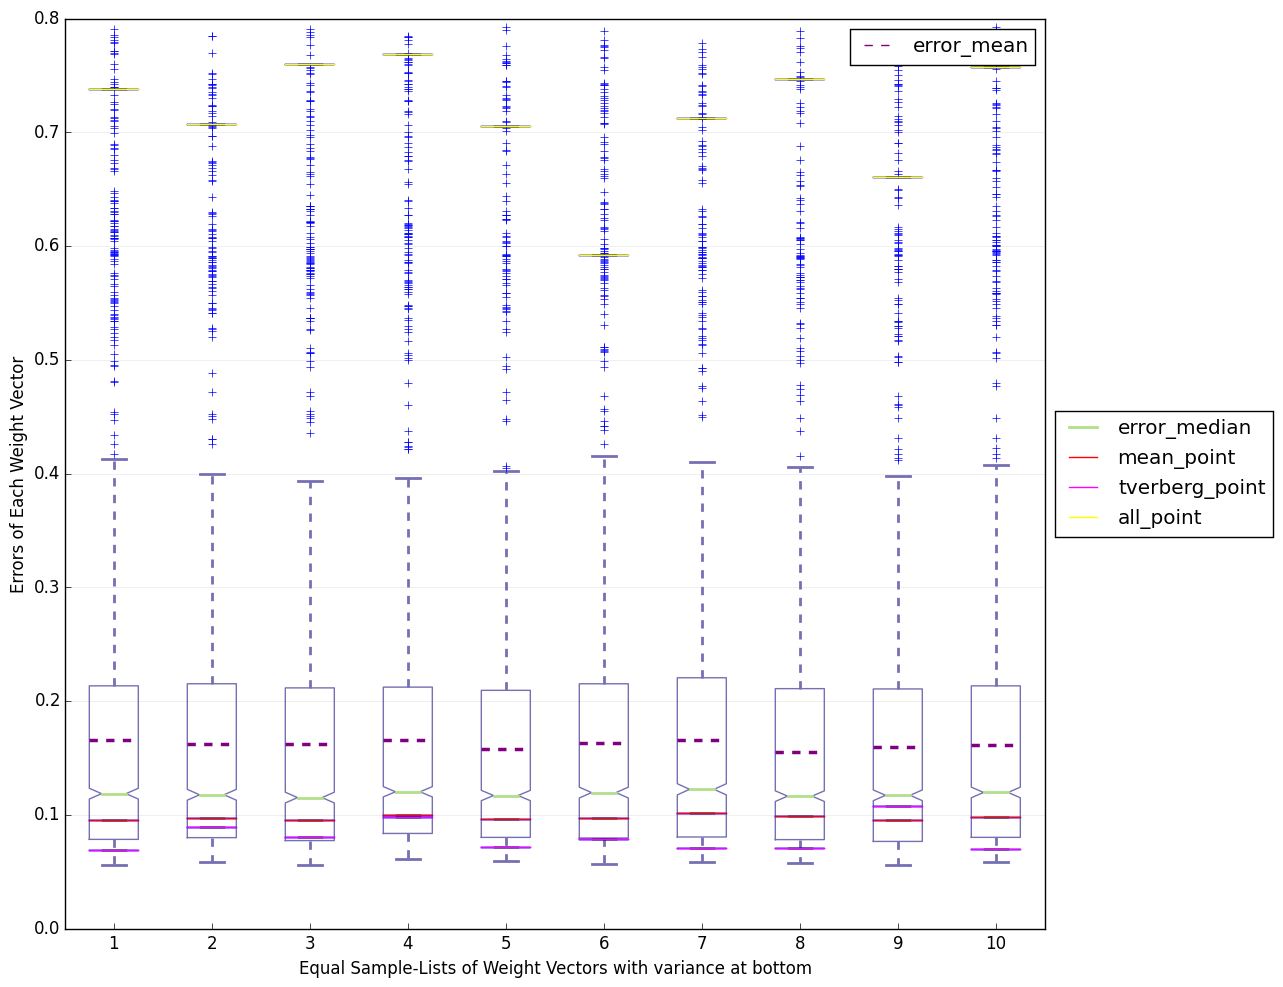 0.8
0.7
0.6
0.5
0.4
0.3
0.2
0.1
0.0
Errors of Each Weight Vector
error_mean
error_median
mean_point
tverberg_point
all_point
1 2 3 4 5 6 7 8 9 10
Equal Sample-Lists of Weight Vectors with variance at bottom